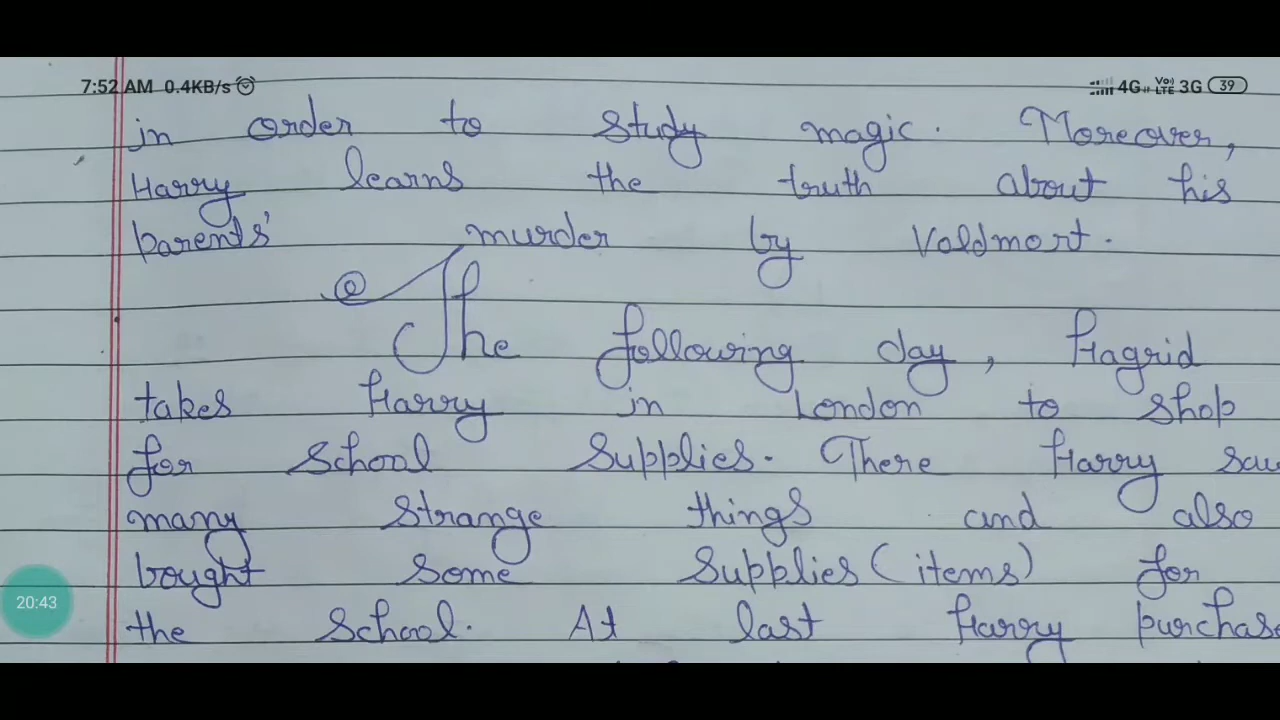 7:52 AM 0.4KB/s 4G Vo) LTE 3G 39
in order to study magic. Moreover,
Harry learns the truth about his
parents' murder by Voldmort.
The following day, Hagrid
takes Harry in London to shop
for School Supplies. There Harry saw
many strange things and also
bought some Supplies (items) for
20:43
the School. At last Harry purchase